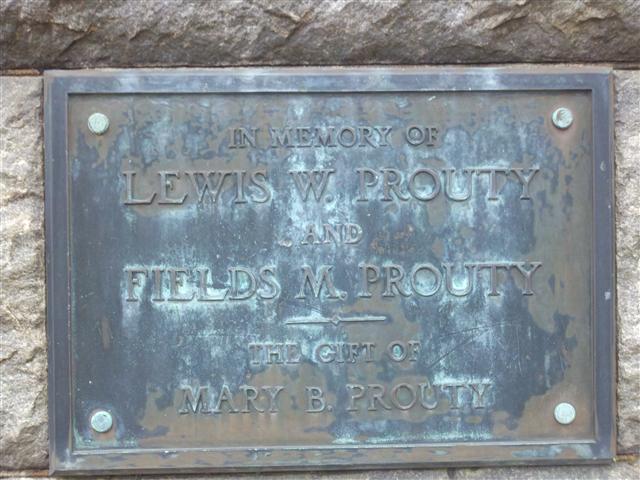 IN MEMORY OF
LEWIS W. PROUTY
AND
FIELDS M. PROUTY
THE GIFT OF
MARY B. PROUTY